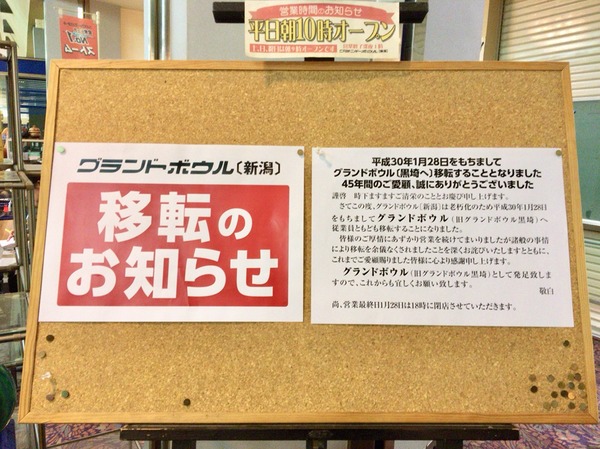 営業時間のお知らせ
平日朝10時オープン
グランドボウル〔新潟〕
移転の
お知らせ
平成30年1月28日をもちまして
グランドボウル〔黒埼へ〕移転することとなりました
45年間のご愛顧、誠にありがとうございました
謹啓 時下ますますご清栄のこととお慶び申し上げます。
さてこの度、グランドボウル〔新潟〕は老朽化のため平成30年1月28日
をもちましてグランドボウル(旧グランドボウル黒埼)へ
従業員ともども移転することになりました。
皆様のご厚情にあずかり営業を続けてまいりましたが諸般の事情
により移転を余儀なくされましたことを深くお詫びいたしますとともに、
これまでご愛顧賜りました皆様に心より感謝申し上げます。
グランドボウル(旧グランドボウル黒埼)として発足致しま
すので、これからも宜しくお願い致します。
敬白
尚、営業最終日1月28日は18時に閉店させていただきます。